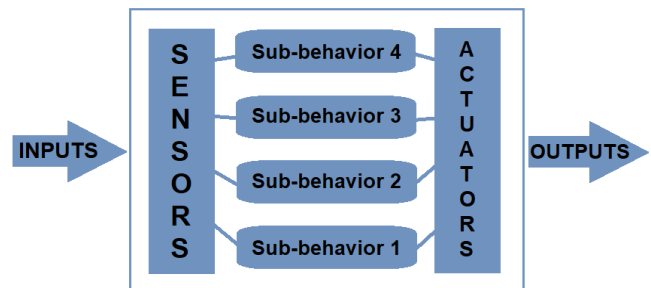 INPUTS
SENSORS
Sub-behavior 4
Sub-behavior 3
Sub-behavior 2
Sub-behavior 1
ACTUATORS
OUTPUTS